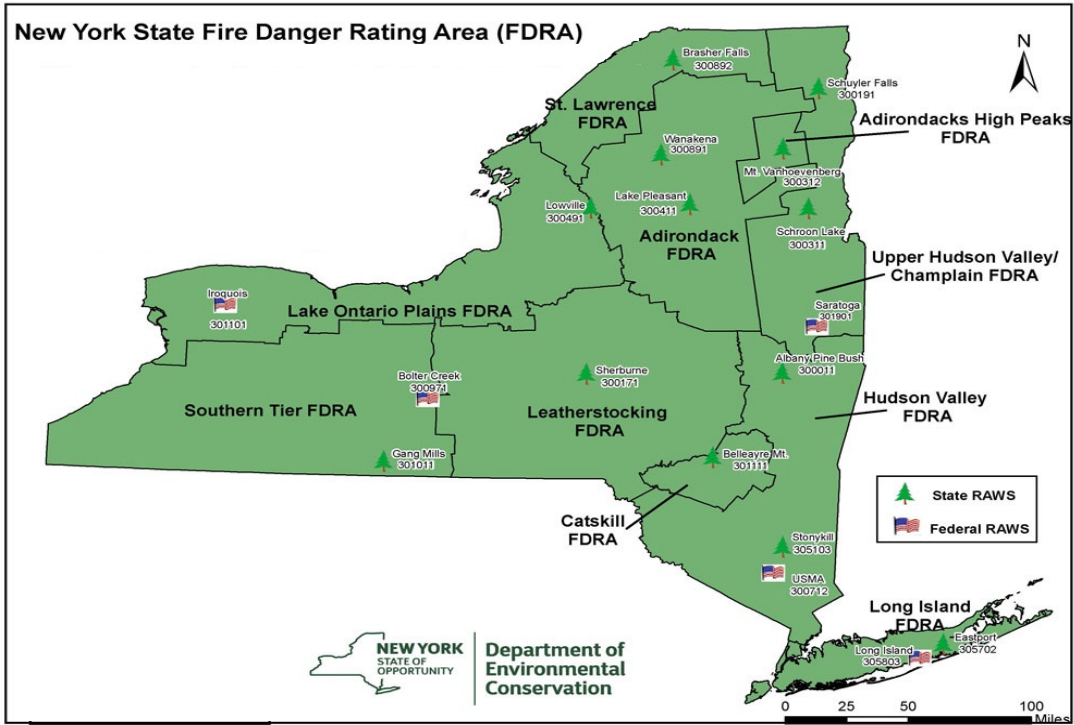 New York State Fire Danger Rating Area (FDRA)
N
Brasher Falls
300892
Schuyler Falls
300191
St. Lawrence
FDRA
Adirondacks High Peaks
FDRA
Wanakena
300891
Mt. Vanhoevenberg
300312
Lake Pleasant
300411
Lowville
300491
Schroon Lake
300311
Adirondack
FDRA
Upper Hudson Valley/
Champlain FDRA
Iroquois
301101
Lake Ontario Plains FDRA
Saratoga
301901
Albany Pine Bush
300011
Bolter Creek
300971
Sherburne
300171
Southern Tier FDRA
Leatherstocking
FDRA
Hudson Valley
FDRA
Gang Mills
301011
Belleayre Mt.
301111
State RAWS
Federal RAWS
Catskill
FDRA
Stonykill
305103
USMA
300712
Long Island
FDRA
Eastport
305702
Long Island
305803
NEW YORK
STATE OF
OPPORTUNITY
Department of
Environmental
Conservation
0 25 50 100
Miles